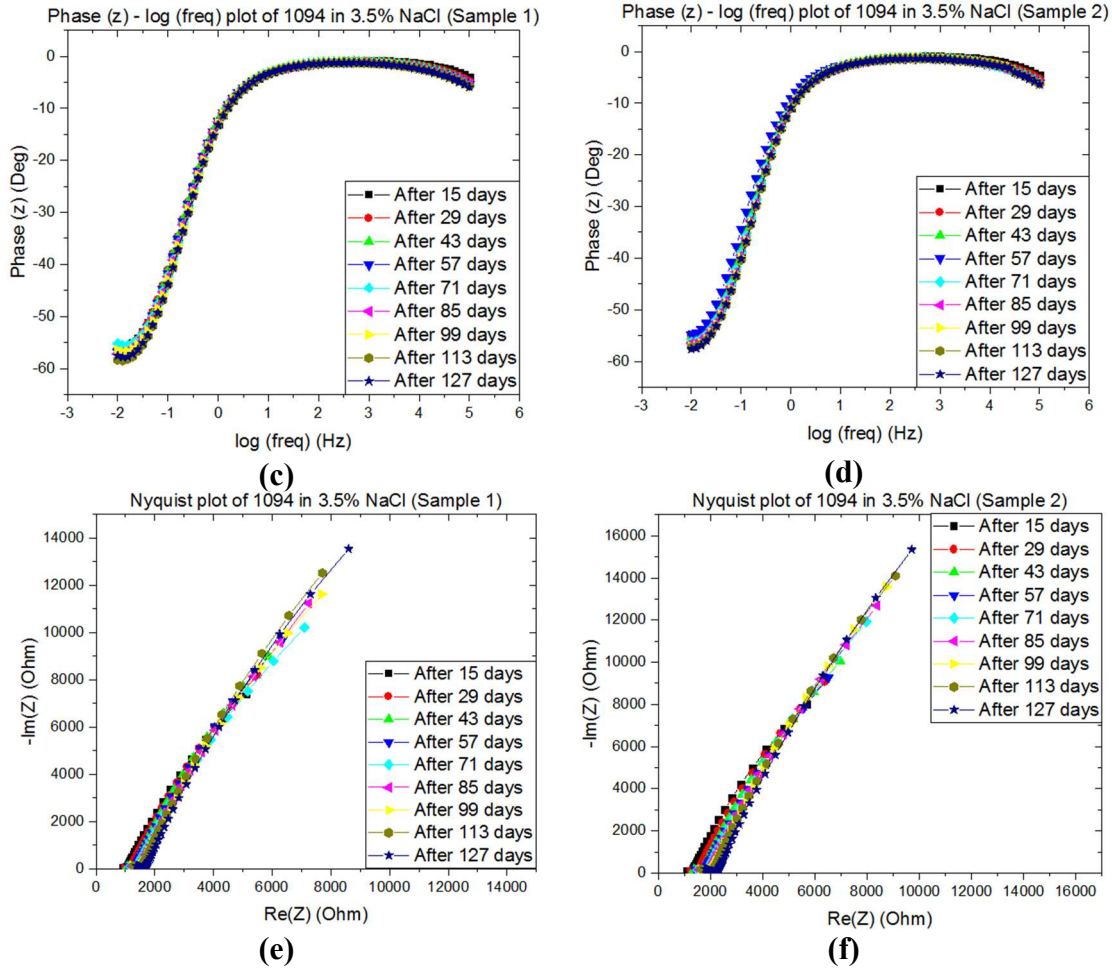 Phase (z) - log (freq) plot of 1094 in 3.5% NaCl (Sample 1)
0
-10
-20
-30
-40
-50
-60
Phase (z) (Deg)
After 15 days
After 29 days
After 43 days
After 57 days
After 71 days
After 85 days
After 99 days
After 113 days
After 127 days
-3 -2 -1 0 1 2 3 4 5 6
log (freq) (Hz)
(c)
Phase (z) - log (freq) plot of 1094 in 3.5% NaCl (Sample 2)
0
-10
-20
-30
-40
-50
-60
Phase (z) (Deg)
After 15 days
After 29 days
After 43 days
After 57 days
After 71 days
After 85 days
After 99 days
After 113 days
After 127 days
-3 -2 -1 0 1 2 3 4 5 6
log (freq) (Hz)
(d)
Nyquist plot of 1094 in 3.5% NaCl (Sample 1)
14000
12000
10000
8000
6000
4000
2000
0
-Im(Z) (Ohm)
After 15 days
After 29 days
After 43 days
After 57 days
After 71 days
After 85 days
After 99 days
After 113 days
After 127 days
0 2000 4000 6000 8000 10000 12000 14000
Re(Z) (Ohm)
(e)
Nyquist plot of 1094 in 3.5% NaCl (Sample 2)
16000
14000
12000
10000
8000
6000
4000
2000
0
-Im(Z) (Ohm)
After 15 days
After 29 days
After 43 days
After 57 days
After 71 days
After 85 days
After 99 days
After 113 days
After 127 days
0 2000 4000 6000 8000 10000 12000 14000 16000
Re(Z) (Ohm)
(f)